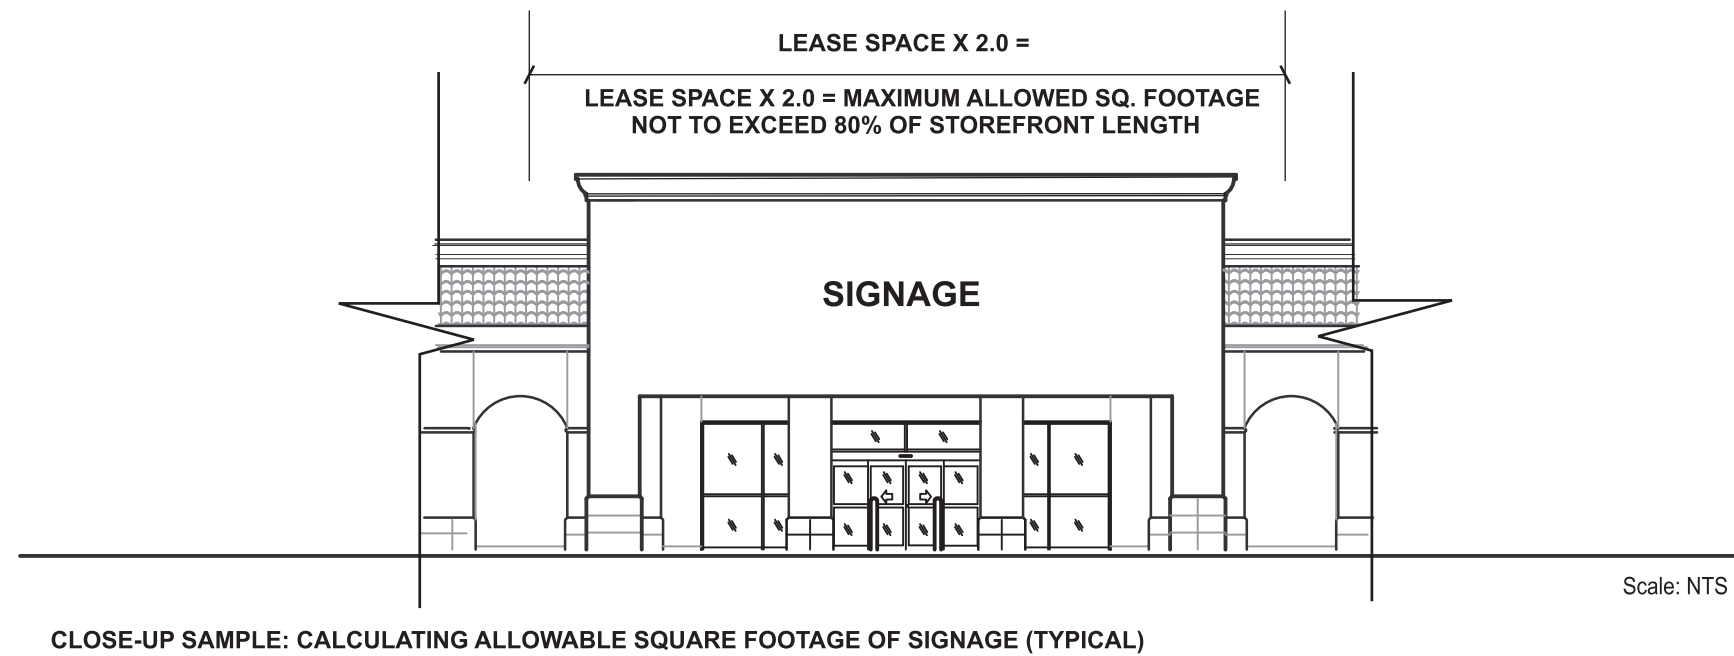 LEASE SPACE X 2.0 =
LEASE SPACE X 2.0 = MAXIMUM ALLOWED SQ. FOOTAGE
NOT TO EXCEED 80% OF STOREFRONT LENGTH
SIGNAGE
Scale: NTS
CLOSE-UP SAMPLE: CALCULATING ALLOWABLE SQUARE FOOTAGE OF SIGNAGE (TYPICAL)